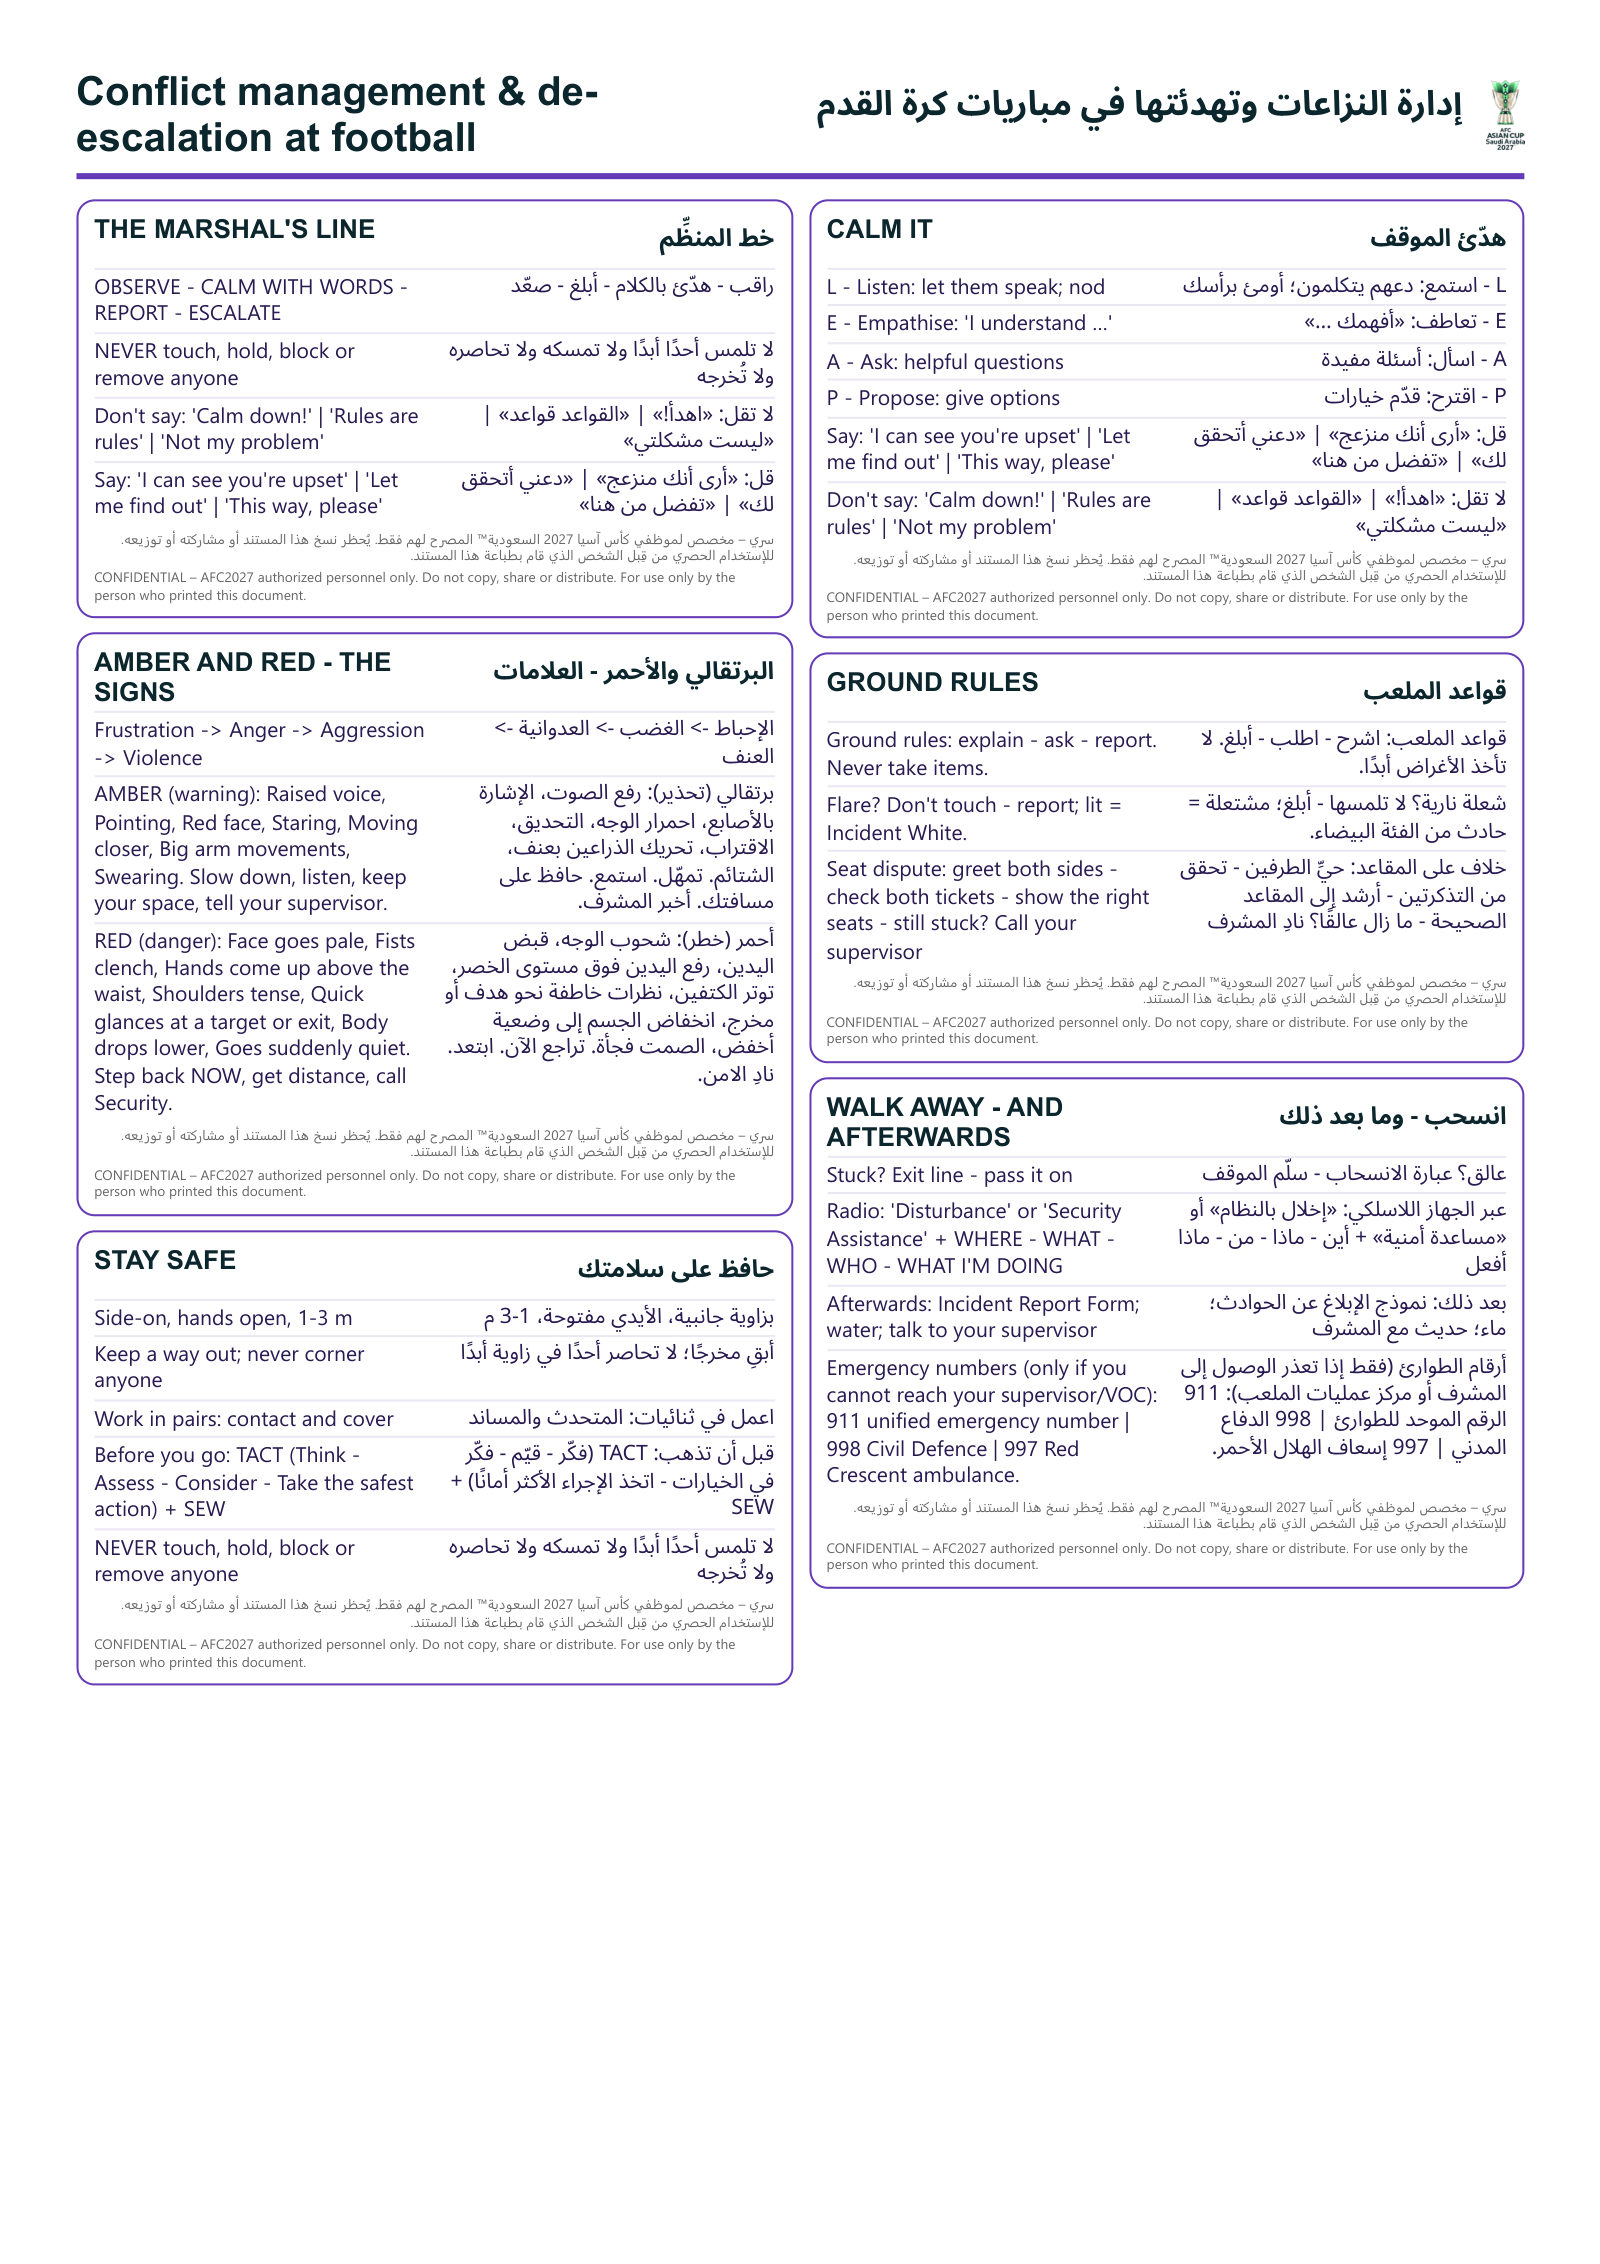 Conflict management & de-
escalation at football
إدارة النزاعات وتهدئتها في مباريات كرة القدم
AFC
ASIAN CUP
Saudi Arabia
2027
THE MARSHAL'S LINE
خط المنظِّم
OBSERVE - CALM WITH WORDS -
REPORT - ESCALATE
راقب - هدّئ بالكلام - أبلغ - صعّد
NEVER touch, hold, block or
remove anyone
لا تلمس أحدًا أبدًا ولا تمسكه ولا تحاصره
ولا تُخرجه
Don't say: 'Calm down!' | 'Rules are
rules' | 'Not my problem'
لا تقل: «اهدأ!» | «القواعد قواعد» |
«ليست مشكلتي»
Say: 'I can see you're upset' | 'Let
me find out' | 'This way, please'
قل: «أرى أنك منزعج» | «دعني أتحقق
لك» | «تفضل من هنا»
سري – مخصص لموظفي كأس آسيا 2027 السعودية™ المصرح لهم فقط. يُحظر نسخ هذا المستند أو مشاركته أو توزيعه.
للإستخدام الحصري من قِبل الشخص الذي قام بطباعة هذا المستند.
CONFIDENTIAL – AFC2027 authorized personnel only. Do not copy, share or distribute. For use only by the
person who printed this document.
AMBER AND RED - THE
SIGNS
البرتقالي والأحمر - العلامات
Frustration -> Anger -> Aggression
-> Violence
الإحباط -> الغضب -> العدوانية ->
العنف
AMBER (warning): Raised voice,
Pointing, Red face, Staring, Moving
closer, Big arm movements,
Swearing. Slow down, listen, keep
your space, tell your supervisor.
برتقالي (تحذير): رفع الصوت، الإشارة
بالأصابع، احمرار الوجه، التحديق،
الاقتراب، تحريك الذراعين بعنف،
الشتائم. تمهّل. استمع. حافظ على
مسافتك. أخبر المشرف.
RED (danger): Face goes pale, Fists
clench, Hands come up above the
waist, Shoulders tense, Quick
glances at a target or exit, Body
drops lower, Goes suddenly quiet.
Step back NOW, get distance, call
Security.
أحمر (خطر): شحوب الوجه، قبض
اليدين، رفع اليدين فوق مستوى الخصر،
توتر الكتفين، نظرات خاطفة نحو هدف أو
مخرج، انخفاض الجسم إلى وضعية
أخفض، الصمت فجأة. تراجع الآن. ابتعد.
نادِ الامن.
سري – مخصص لموظفي كأس آسيا 2027 السعودية™ المصرح لهم فقط. يُحظر نسخ هذا المستند أو مشاركته أو توزيعه.
للإستخدام الحصري من قِبل الشخص الذي قام بطباعة هذا المستند.
CONFIDENTIAL – AFC2027 authorized personnel only. Do not copy, share or distribute. For use only by the
person who printed this document.
STAY SAFE
حافظ على سلامتك
Side-on, hands open, 1-3 m
بزاوية جانبية، الأيدي مفتوحة، 1-3 م
Keep a way out; never corner
anyone
أبقِ مخرجًا؛ لا تحاصر أحدًا في زاوية أبدًا
Work in pairs: contact and cover
اعمل في ثنائيات: المتحدث والمساند
Before you go: TACT (Think -
Assess - Consider - Take the safest
action) + SEW
قبل أن تذهب: TACT (فكّر - قيّم - فكّر
في الخيارات - اتخذ الإجراء الأكثر أمانًا) +
SEW
NEVER touch, hold, block or
remove anyone
لا تلمس أحدًا أبدًا ولا تمسكه ولا تحاصره
ولا تُخرجه
سري – مخصص لموظفي كأس آسيا 2027 السعودية™ المصرح لهم فقط. يُحظر نسخ هذا المستند أو مشاركته أو توزيعه.
للإستخدام الحصري من قِبل الشخص الذي قام بطباعة هذا المستند.
CONFIDENTIAL – AFC2027 authorized personnel only. Do not copy, share or distribute. For use only by the
person who printed this document.
CALM IT
هدّئ الموقف
L - Listen: let them speak; nod
L - استمع: دعهم يتكلمون؛ أومئ برأسك
E - Empathise: 'I understand ...'
E - تعاطف: «أفهمك ...»
A - Ask: helpful questions
A - اسأل: أسئلة مفيدة
P - Propose: give options
P - اقترح: قدّم خيارات
Say: 'I can see you're upset' | 'Let
me find out' | 'This way, please'
قل: «أرى أنك منزعج» | «دعني أتحقق
لك» | «تفضل من هنا»
Don't say: 'Calm down!' | 'Rules are
rules' | 'Not my problem'
لا تقل: «اهدأ!» | «القواعد قواعد» |
«ليست مشكلتي»
سري – مخصص لموظفي كأس آسيا 2027 السعودية™ المصرح لهم فقط. يُحظر نسخ هذا المستند أو مشاركته أو توزيعه.
للإستخدام الحصري من قِبل الشخص الذي قام بطباعة هذا المستند.
CONFIDENTIAL – AFC2027 authorized personnel only. Do not copy, share or distribute. For use only by the
person who printed this document.
GROUND RULES
قواعد الملعب
Ground rules: explain - ask - report.
Never take items.
قواعد الملعب: اشرح - اطلب - أبلغ. لا
تأخذ الأغراض أبدًا.
Flare? Don't touch - report; lit =
Incident White.
شعلة نارية؟ لا تلمسها - أبلغ؛ مشتعلة =
حادث من الفئة البيضاء.
Seat dispute: greet both sides -
check both tickets - show the right
seats - still stuck? Call your
supervisor
خلاف على المقاعد: حيِّ الطرفين - تحقق
من التذكرتين - أرشد إلى المقاعد
الصحيحة - ما زال عالقًا؟ نادِ المشرف
سري – مخصص لموظفي كأس آسيا 2027 السعودية™ المصرح لهم فقط. يُحظر نسخ هذا المستند أو مشاركته أو توزيعه.
للإستخدام الحصري من قِبل الشخص الذي قام بطباعة هذا المستند.
CONFIDENTIAL – AFC2027 authorized personnel only. Do not copy, share or distribute. For use only by the
person who printed this document.
WALK AWAY - AND
AFTERWARDS
انسحب - وما بعد ذلك
Stuck? Exit line - pass it on
عالق؟ عبارة الانسحاب - سلّم الموقف
Radio: 'Disturbance' or 'Security
Assistance' + WHERE - WHAT -
WHO - WHAT I'M DOING
عبر الجهاز اللاسلكي: «إخلال بالنظام» أو
«مساعدة أمنية» + أين - ماذا - من - ماذا
أفعل
Afterwards: Incident Report Form;
water; talk to your supervisor
بعد ذلك: نموذج الإبلاغ عن الحوادث؛
ماء؛ حديث مع المشرف
Emergency numbers (only if you
cannot reach your supervisor/VOC):
911 unified emergency number |
998 Civil Defence | 997 Red
Crescent ambulance.
أرقام الطوارئ (فقط إذا تعذر الوصول إلى
المشرف أو مركز عمليات الملعب): 911
الرقم الموحد للطوارئ | 998 الدفاع
المدني | 997 إسعاف الهلال الأحمر.
سري – مخصص لموظفي كأس آسيا 2027 السعودية™ المصرح لهم فقط. يُحظر نسخ هذا المستند أو مشاركته أو توزيعه.
للإستخدام الحصري من قِبل الشخص الذي قام بطباعة هذا المستند.
CONFIDENTIAL – AFC2027 authorized personnel only. Do not copy, share or distribute. For use only by the
person who printed this document.